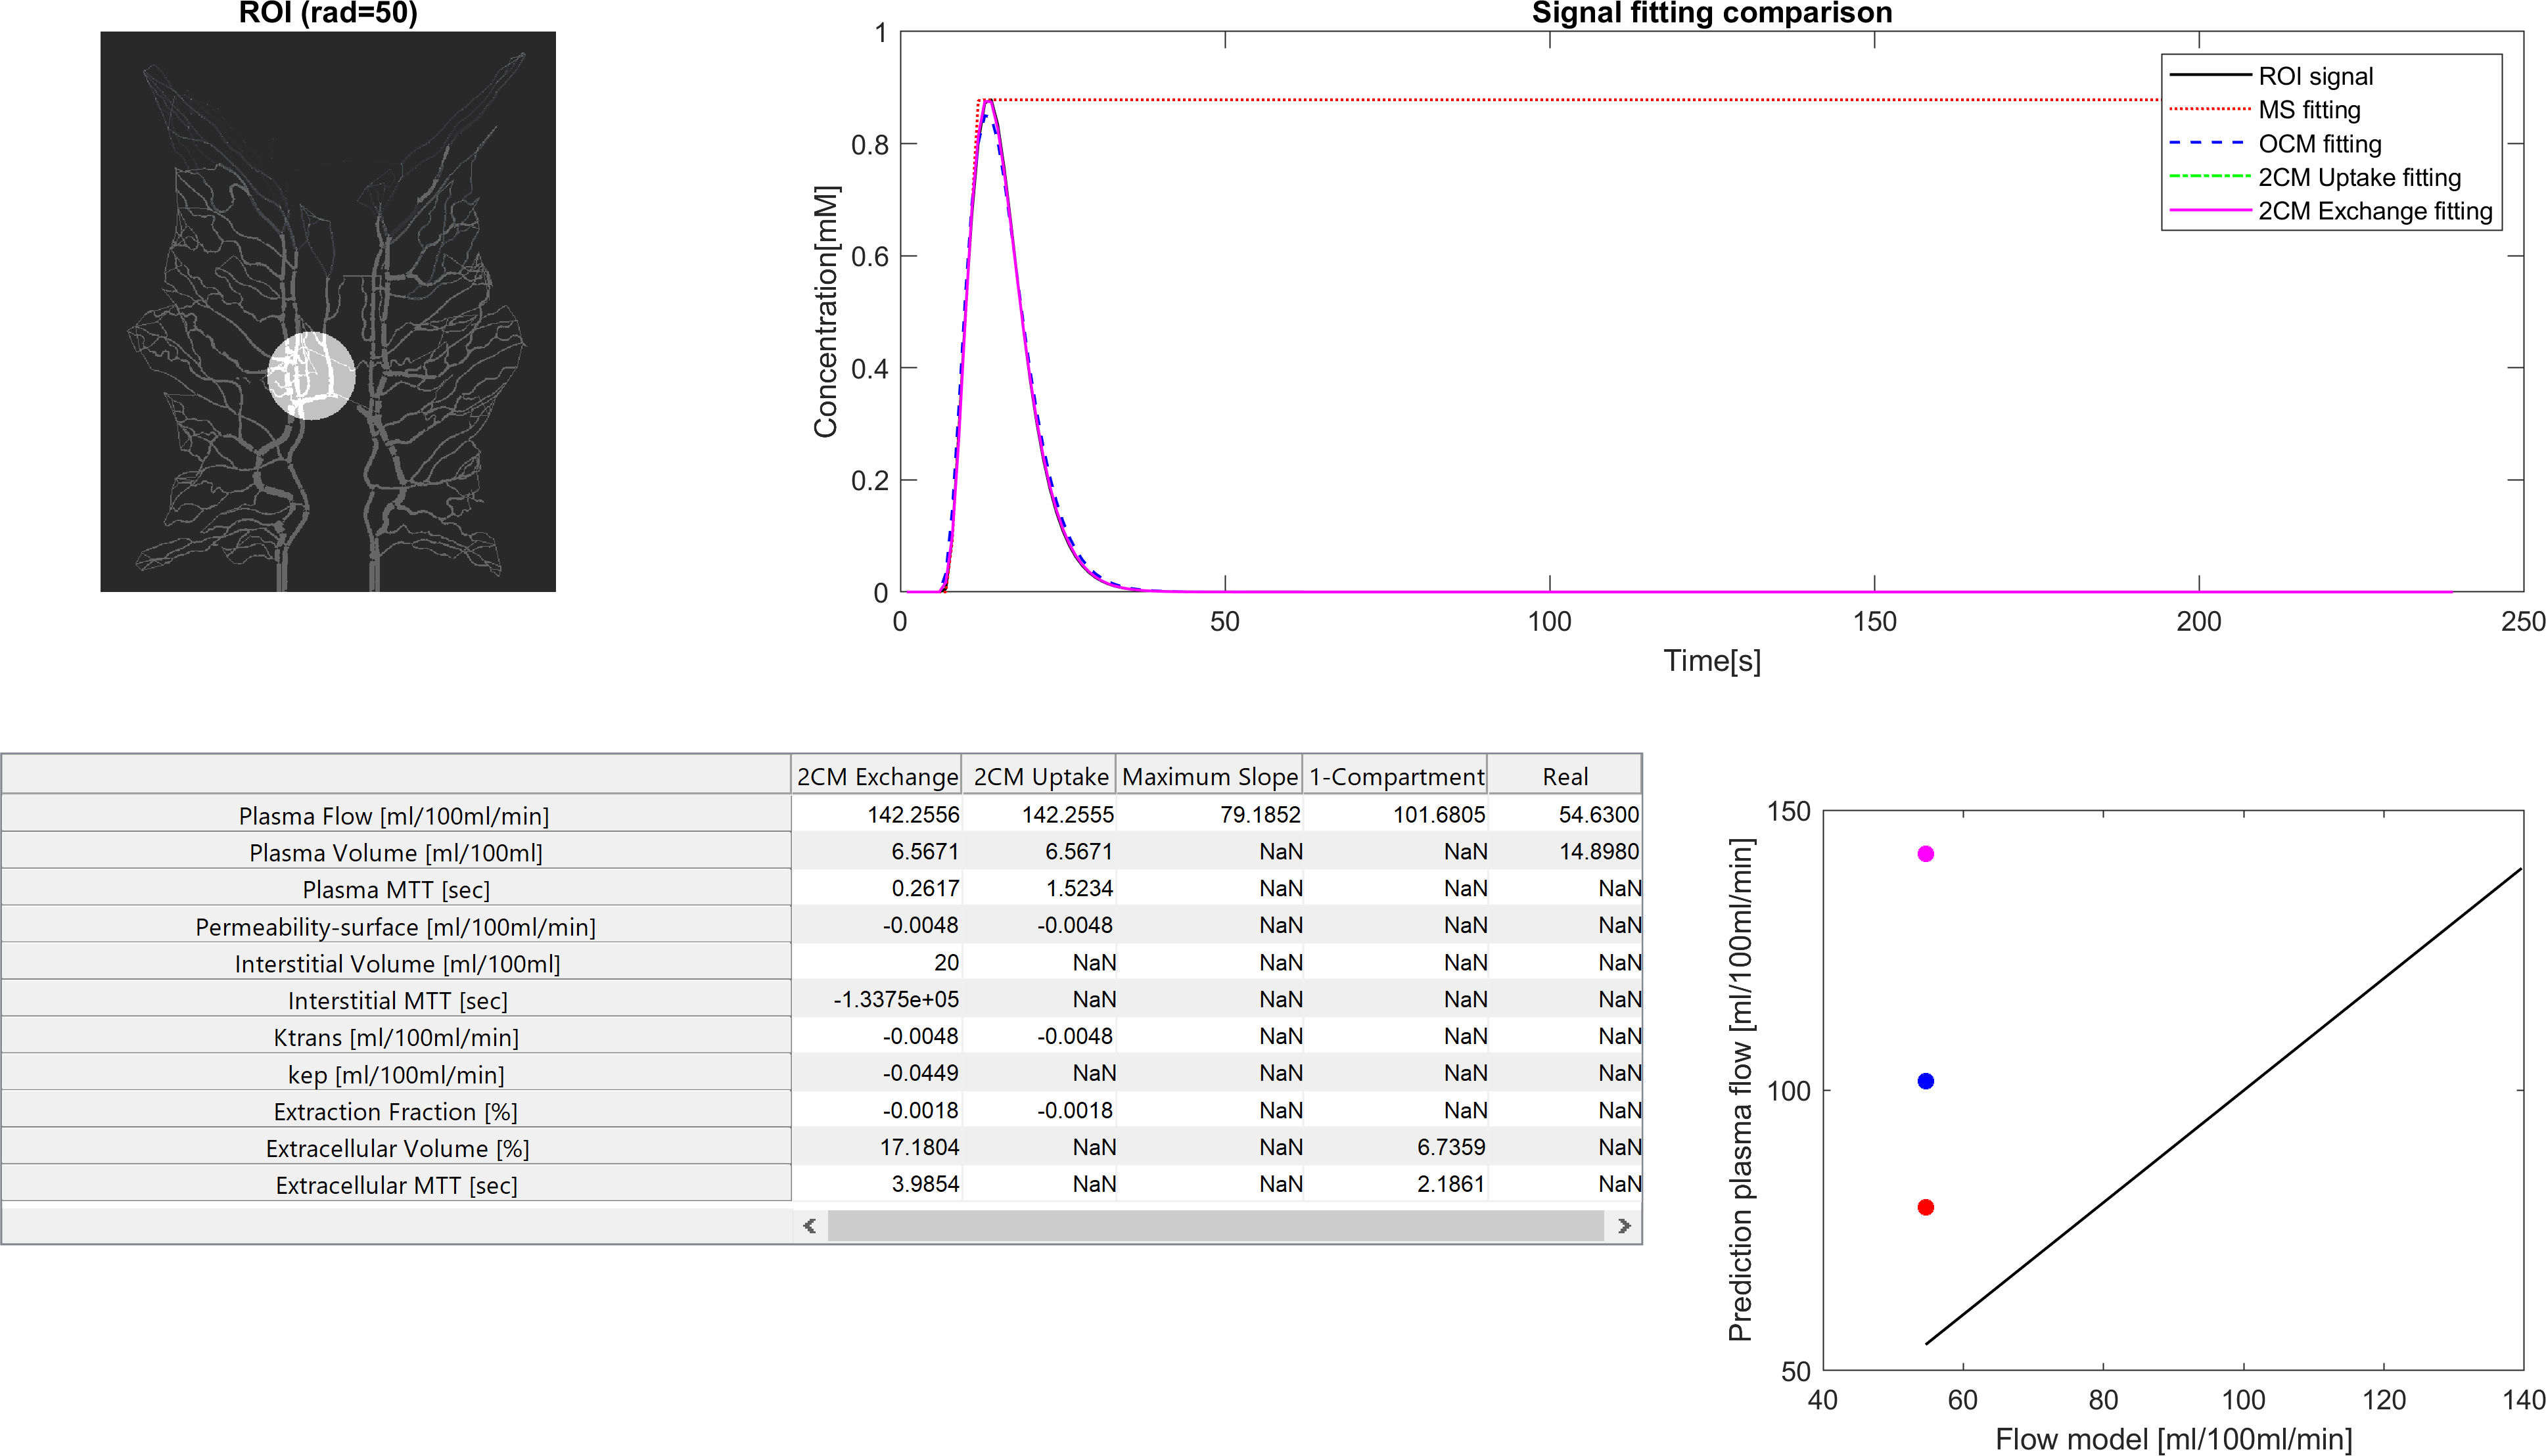 ROI (rad=50)
Signal fitting comparison
1
0.8
0.6
0.4
0.2
0
Concentration[mM]
0 50 100 150 200 250
Time[s]
ROI signal
MS fitting
OCM fitting
2CM Uptake fitting
2CM Exchange fitting
2CM Exchange 2CM Uptake Maximum Slope 1-Compartment Real
Plasma Flow [ml/100ml/min] 142.2556 142.2555 79.1852 101.6805 54.6300
Plasma Volume [ml/100ml] 6.5671 6.5671 NaN NaN 14.8980
Plasma MTT [sec] 0.2617 1.5234 NaN NaN NaN
Permeability-surface [ml/100ml/min] -0.0048 -0.0048 NaN NaN NaN
Interstitial Volume [ml/100ml] 20 NaN NaN NaN NaN
Interstitial MTT [sec] -1.3375e+05 NaN NaN NaN NaN
Ktrans [ml/100ml/min] -0.0048 -0.0048 NaN NaN NaN
kep [ml/100ml/min] -0.0449 NaN NaN NaN NaN
Extraction Fraction [%] -0.0018 -0.0018 NaN NaN NaN
Extracellular Volume [%] 17.1804 NaN NaN 6.7359 NaN
Extracellular MTT [sec] 3.9854 NaN NaN 2.1861 NaN
150
100
50
Prediction plasma flow [ml/100ml/min]
40 60 80 100 120 140
Flow model [ml/100ml/min]